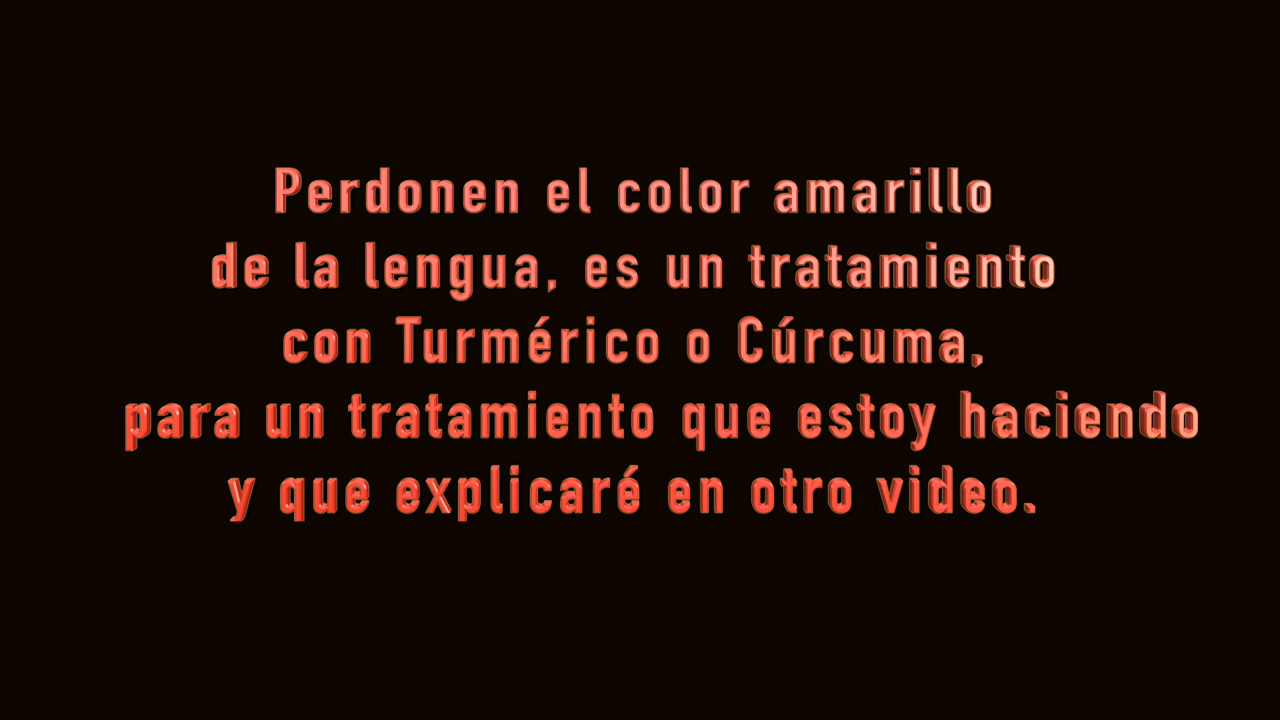 Perdonen el color amarillo
de la lengua, es un tratamiento
con Turmérico o Cúrcuma,
para un tratamiento que estoy haciendo
y que explicaré en otro video.